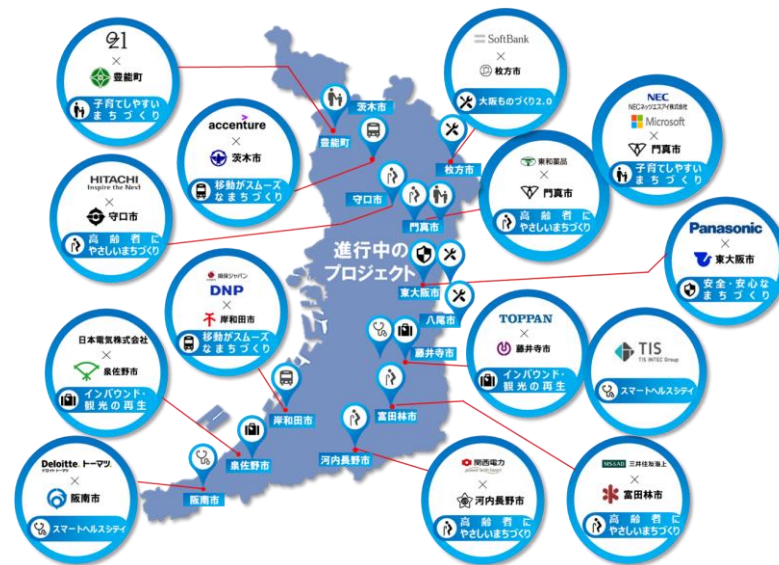 21
×
豊能町
子育てしやすい
まちづくり
accenture
×
茨木市
移動がスムーズ
なまちづくり
HITACHI
Inspire the Next
×
守口市
高齢者に
やさしいまちづくり
損保ジャパン
DNP
×
岸和田市
移動がスムーズ
なまちづくり
日本電気株式会社
×
泉佐野市
インバウンド・
観光の再生
Deloitte. トーマツ.
デロイト トーマツ
×
阪南市
スマートヘルスシティ
SoftBank
×
枚方市
大阪ものづくり2.0
NEC
NECネッツエスアイ株式会社
Microsoft
×
門真市
子育てしやすい
まちづくり
東和薬品
×
門真市
高齢者に
やさしいまちづくり
Panasonic
×
東大阪市
安全・安心な
まちづくり
TOPPAN
×
藤井寺市
インバウンド・
観光の再生
TIS
TIS INTEC Group
スマートヘルスシティ
関西電力
power with heart
×
河内長野市
高齢者に
やさしいまちづくり
MS&AD 三井住友海上
×
富田林市
高齢者に
やさしいまちづくり
進行中の
プロジェクト
茨木市
豊能町
枚方市
守口市
門真市
東大阪市
八尾市
藤井寺市
富田林市
河内長野市
岸和田市
泉佐野市
阪南市